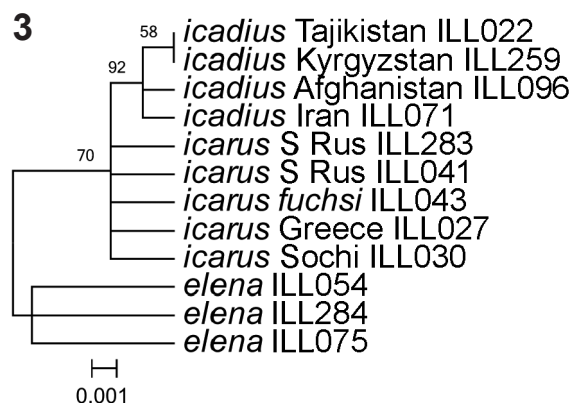 3
icadius Tajikistan ILL022
58
icadius Kyrgyzstan ILL259
92
icadius Afghanistan ILL096
icadius Iran ILL071
icarus S Rus ILL283
70
icarus S Rus ILL041
icarus fuchsi ILL043
icarus Greece ILL027
icarus Sochi ILL030
elena ILL054
elena ILL284
elena ILL075
0.001